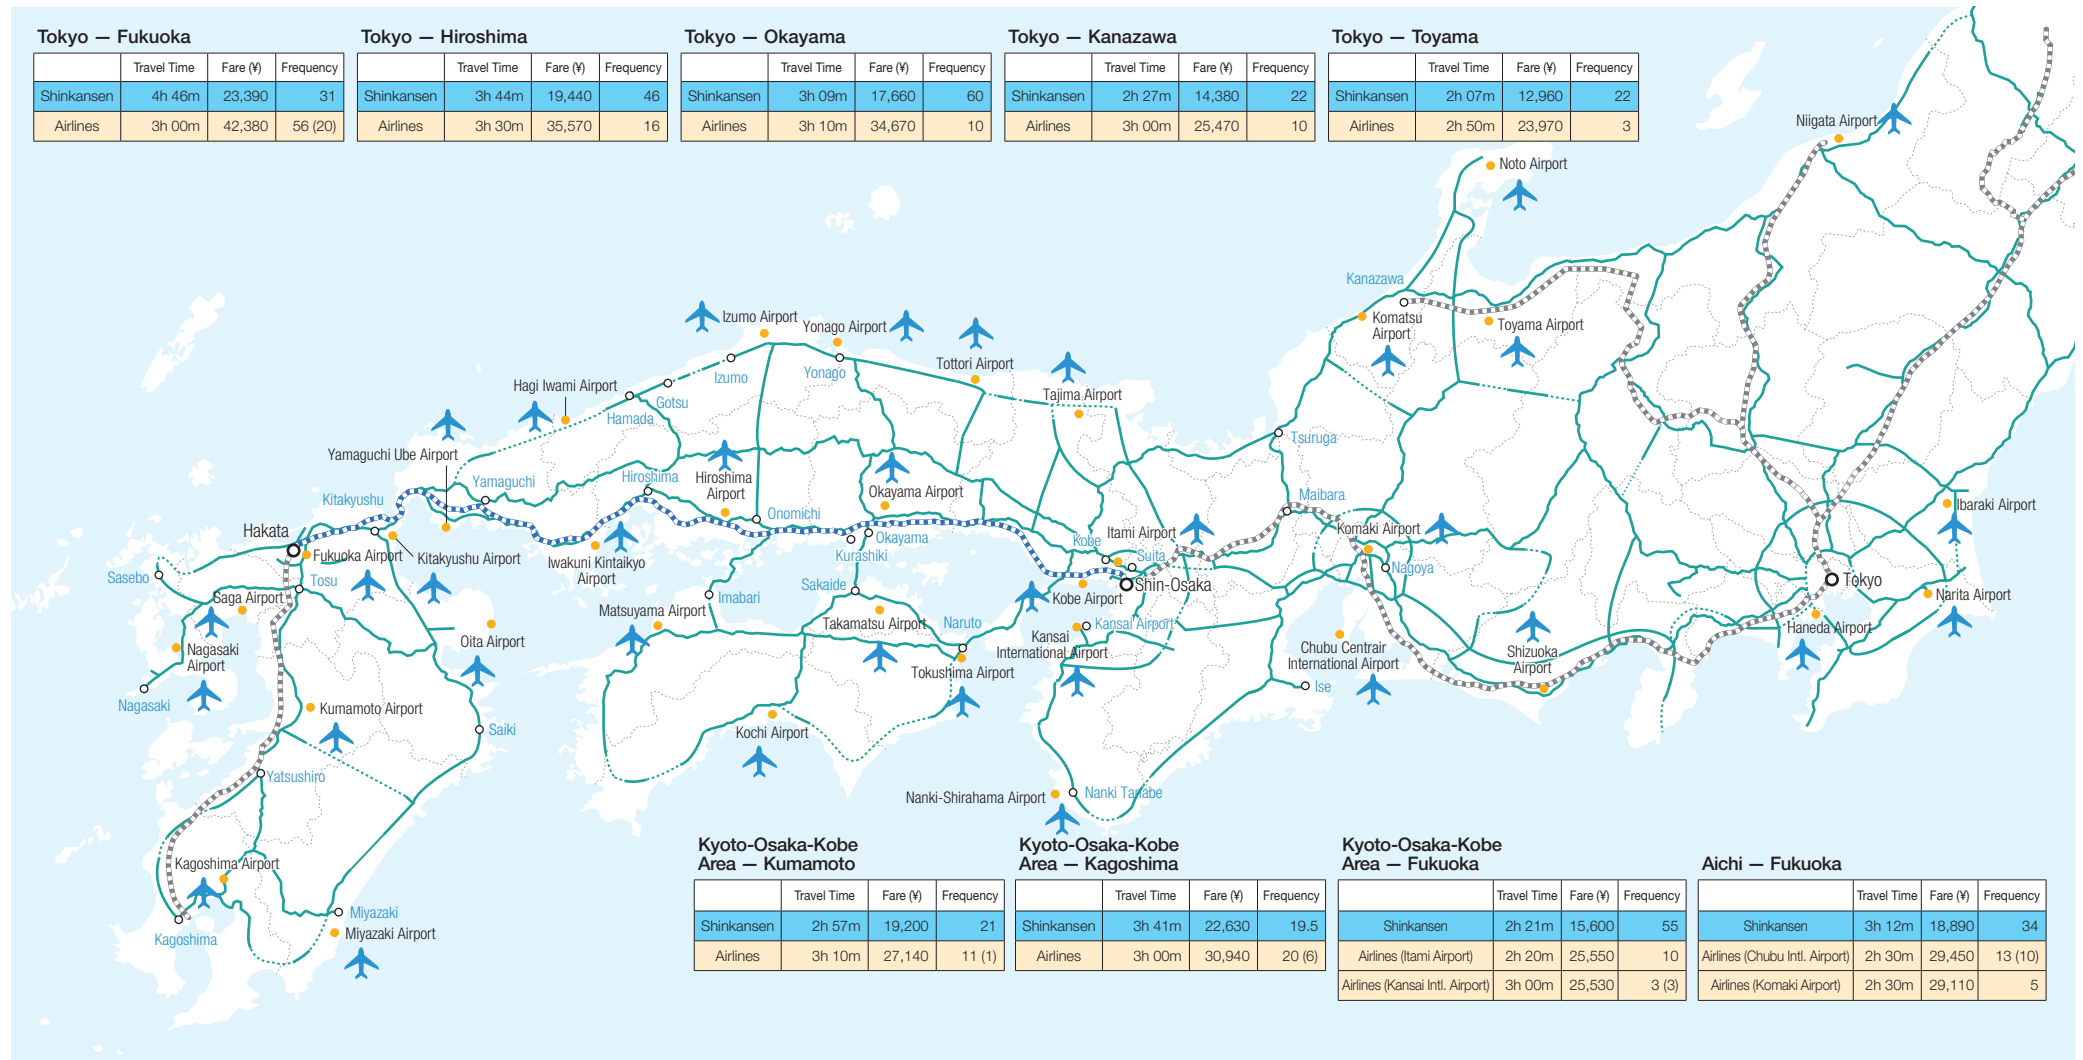 Tokyo — Fukuoka
Travel Time Fare (¥) Frequency
Shinkansen 4h 46m 23,390 31
Airlines 3h 00m 42,380 56 (20)
Tokyo — Hiroshima
Travel Time Fare (¥) Frequency
Shinkansen 3h 44m 19,440 46
Airlines 3h 30m 35,570 16
Tokyo — Okayama
Travel Time Fare (¥) Frequency
Shinkansen 3h 09m 17,660 60
Airlines 3h 10m 34,670 10
Tokyo — Kanazawa
Travel Time Fare (¥) Frequency
Shinkansen 2h 27m 14,380 22
Airlines 3h 00m 25,470 10
Tokyo — Toyama
Travel Time Fare (¥) Frequency
Shinkansen 2h 07m 12,960 22
Airlines 2h 50m 23,970 3
Niigata Airport
Noto Airport
Kanazawa
Komatsu
Airport
Toyama Airport
Izumo Airport
Yonago Airport
Tottori Airport
Tajima Airport
Izumo
Yonago
Hagi Iwami Airport
Gotsu
Hamada
Tsuruga
Yamaguchi Ube Airport
Yamaguchi
Hiroshima
Hiroshima
Airport
Okayama Airport
Maibara
Kitakyushu
Onomichi
Okayama
Kurashiki
Itami Airport
Kobe
Suita
Komaki Airport
Ibaraki Airport
Hakata
Fukuoka Airport
Kitakyushu Airport
Iwakuni Kintaikyo
Airport
Nagoya
Shin-Osaka
Tokyo
Sasebo
Tosu
Saga Airport
Imabari
Sakaide
Kobe Airport
Narita Airport
Matsuyama Airport
Takamatsu Airport
Naruto
Kansai Airport
Kansai
International Airport
Haneda Airport
Oita Airport
Nagasaki
Airport
Tokushima Airport
Chubu Centrair
International Airport
Shizuoka
Airport
Ise
Nagasaki
Kumamoto Airport
Saiki
Kochi Airport
Yatsushiro
Nanki-Shirahama Airport
Nanki Tanabe
Kagoshima Airport
Miyazaki
Miyazaki Airport
Kagoshima
Kyoto-Osaka-Kobe
Area — Kumamoto
Travel Time Fare (¥) Frequency
Shinkansen 2h 57m 19,200 21
Airlines 3h 10m 27,140 11 (1)
Kyoto-Osaka-Kobe
Area — Kagoshima
Travel Time Fare (¥) Frequency
Shinkansen 3h 41m 22,630 19.5
Airlines 3h 00m 30,940 20 (6)
Kyoto-Osaka-Kobe
Area — Fukuoka
Travel Time Fare (¥) Frequency
Shinkansen 2h 21m 15,600 55
Airlines (Itami Airport) 2h 20m 25,550 10
Airlines (Kansai Intl. Airport) 3h 00m 25,530 3 (3)
Aichi — Fukuoka
Travel Time Fare (¥) Frequency
Shinkansen 3h 12m 18,890 34
Airlines (Chubu Intl. Airport) 2h 30m 29,450 13 (10)
Airlines (Komaki Airport) 2h 30m 29,110 5